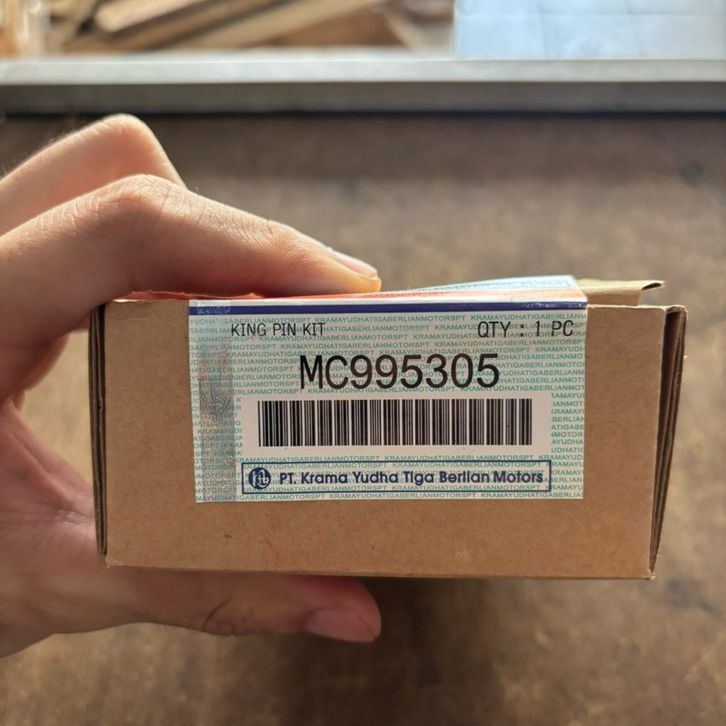 KING PIN KIT QTY : 1 PC
MC995305
PT. Krama Yudha Tiga Berlian Motors